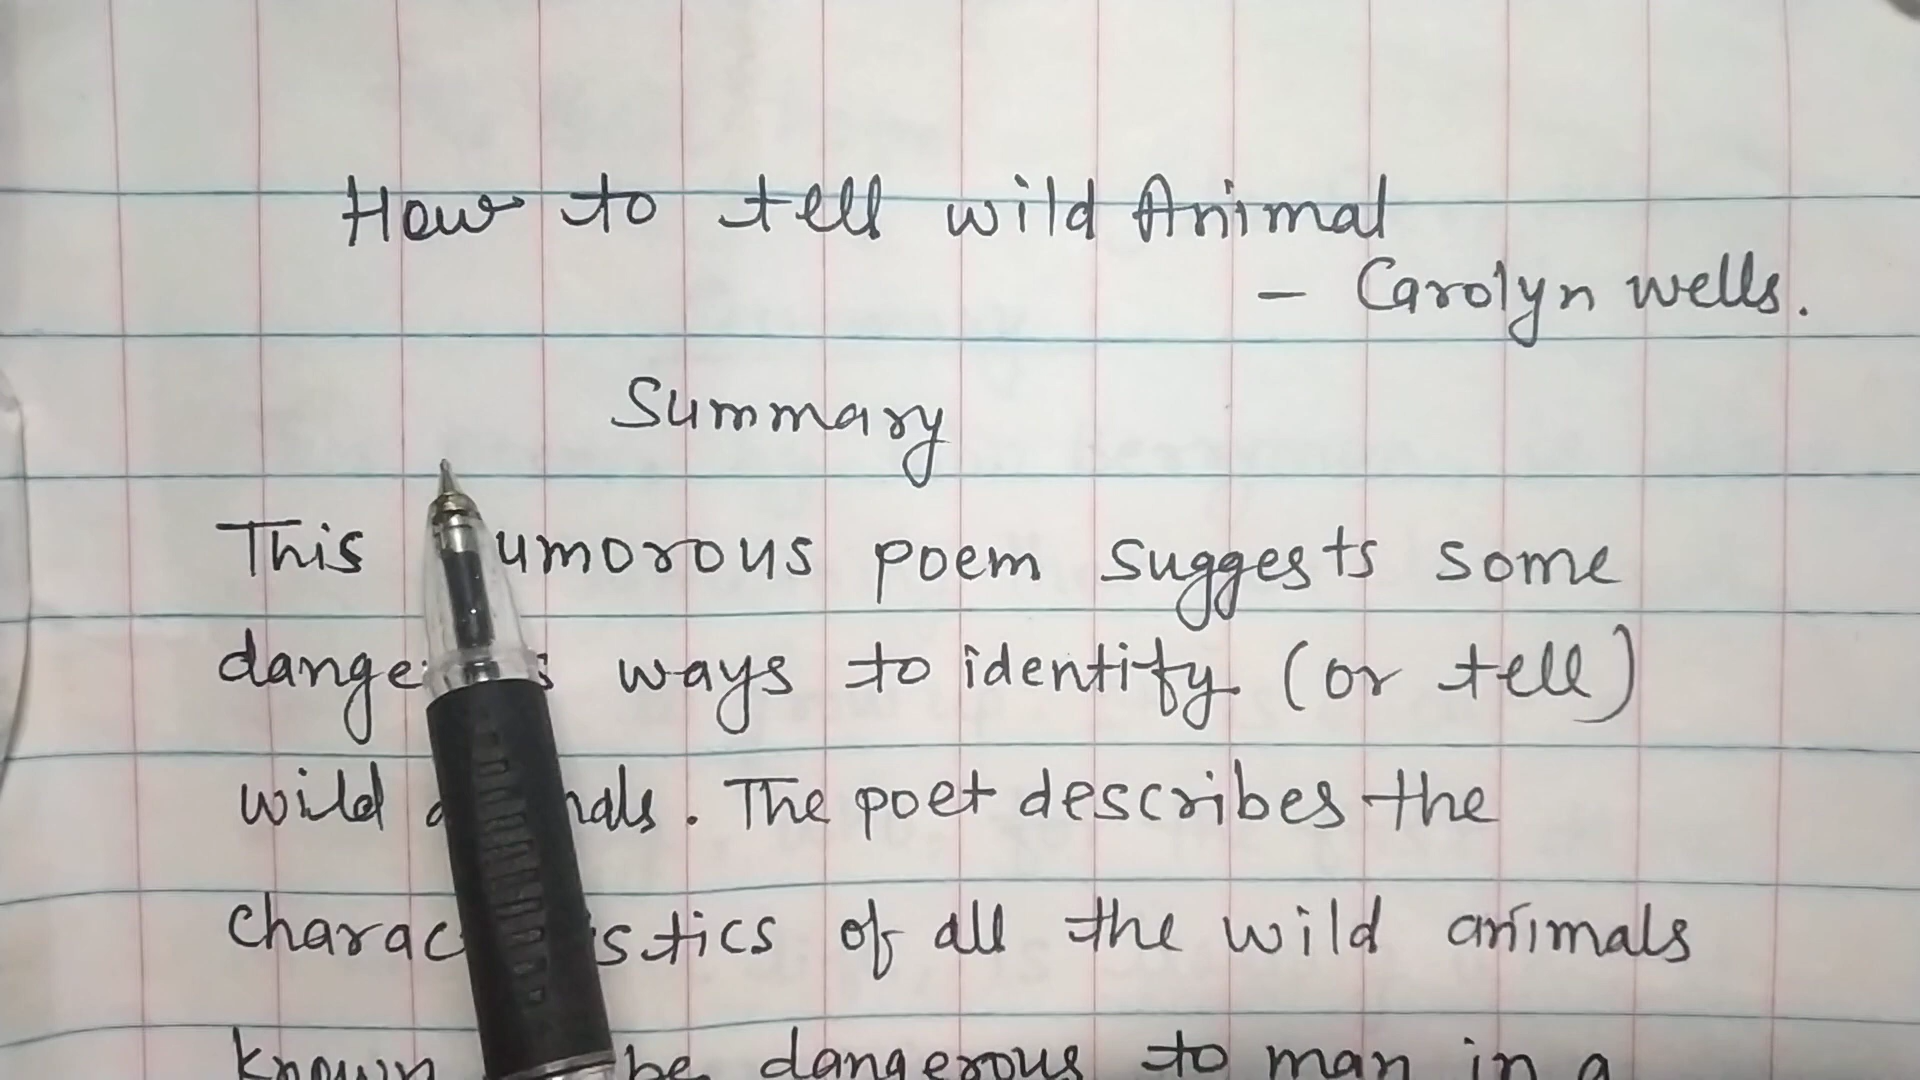 How to tell wild Animal
- Carolyn wells.
Summary
This umorous poem suggests some
dange s ways to identify (or tell)
wild a nals. The poet describes the
charac istics of all the wild animals
known be dangerous to man in a